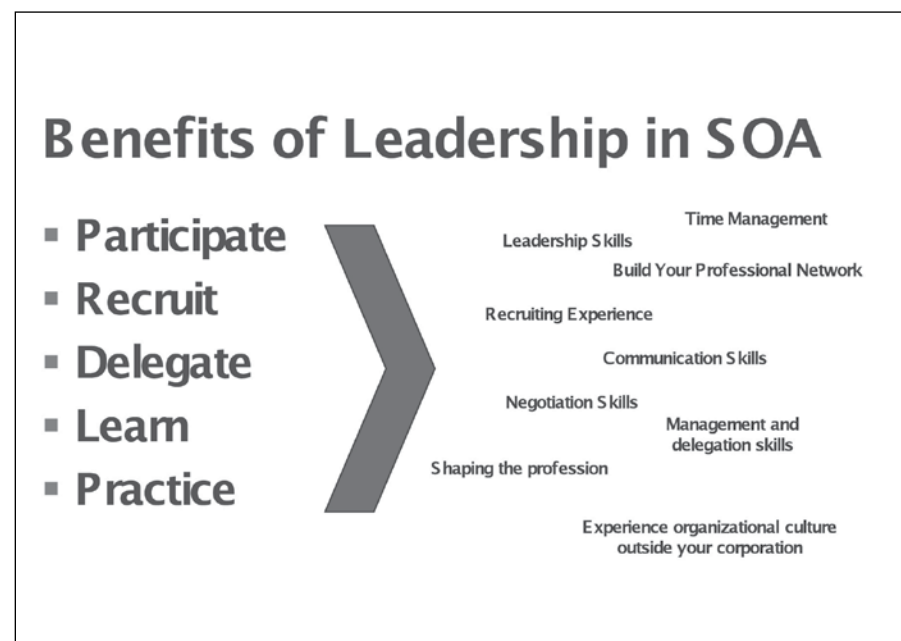 Benefits of Leadership in SOA
▪ Participate
▪ Recruit
▪ Delegate
▪ Learn
▪ Practice
Time Management
Leadership Skills
Build Your Professional Network
Recruiting Experience
Communication Skills
Negotiation Skills
Management and
delegation skills
Shaping the profession
Experience organizational culture
outside your corporation